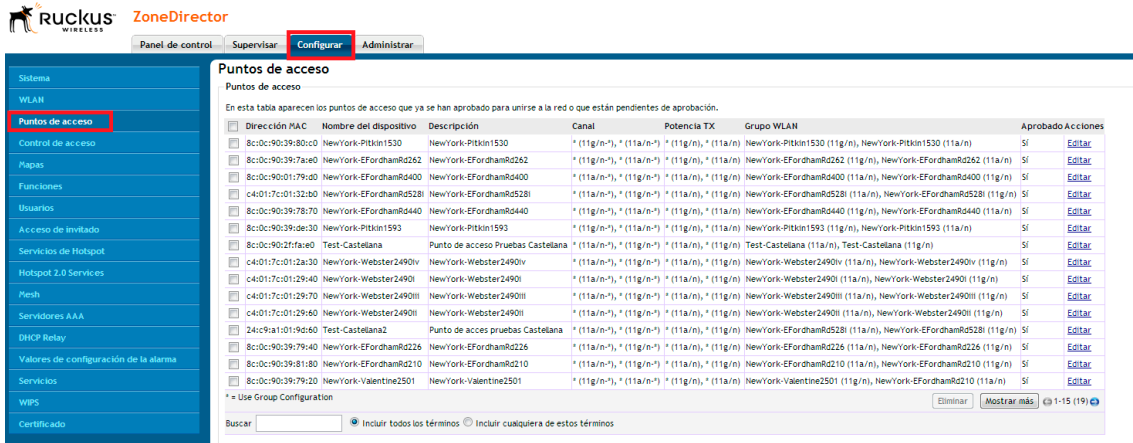 Ruckus WIRELESS ZoneDirector
Panel de control Supervisar Configurar Administrar
Sistema
WLAN
Puntos de acceso
Control de acceso
Mapas
Funciones
Usuarios
Acceso de invitado
Servicios de Hotspot
Hotspot 2.0 Services
Mesh
Servidores AAA
DHCP Relay
Valores de configuración de la alarma
Servicios
WIPS
Certificado
Puntos de acceso
Puntos de acceso
En esta tabla aparecen los puntos de acceso que ya se han aprobado para unirse a la red o que están pendientes de aprobación.
Dirección MAC Nombre del dispositivo Descripción Canal Potencia TX Grupo WLAN Aprobado Acciones
8c:0c:90:39:80:c0 NewYork-Pitkin1530 NewYork-Pitkin1530 * (11g/n-*), * (11a/n-*) * (11g/n), * (11a/n) NewYork-Pitkin1530 (11g/n), NewYork-Pitkin1530 (11a/n) Sí Editar
8c:0c:90:39:7a:e0 NewYork-EFordhamRd262 NewYork-EFordhamRd262 * (11g/n-*), * (11a/n-*) * (11g/n), * (11a/n) NewYork-EFordhamRd262 (11g/n), NewYork-EFordhamRd262 (11a/n) Sí Editar
8c:0c:90:01:79:d0 NewYork-EFordhamRd400 NewYork-EFordhamRd400 * (11a/n-*), * (11g/n-*) * (11a/n), * (11g/n) NewYork-EFordhamRd400 (11a/n), NewYork-EFordhamRd400 (11g/n) Sí Editar
c4:01:7c:01:32:b0 NewYork-EFordhamRd528I NewYork-EFordhamRd528I * (11a/n-*), * (11g/n-*) * (11a/n), * (11g/n) NewYork-EFordhamRd528I (11a/n), NewYork-EFordhamRd528I (11g/n) Sí Editar
8c:0c:90:39:78:70 NewYork-EFordhamRd440 NewYork-EFordhamRd440 * (11g/n-*), * (11a/n-*) * (11g/n), * (11a/n) NewYork-EFordhamRd440 (11g/n), NewYork-EFordhamRd440 (11a/n) Sí Editar
8c:0c:90:39:de:30 NewYork-Pitkin1593 NewYork-Pitkin1593 * (11g/n-*), * (11a/n-*) * (11g/n), * (11a/n) NewYork-Pitkin1593 (11g/n), NewYork-Pitkin1593 (11a/n) Sí Editar
8c:0c:90:2f:fa:e0 Test-Castellana Punto de acceso Pruebas Castellana * (11a/n-*), * (11g/n-*) * (11a/n), * (11g/n) Test-Castellana (11a/n), Test-Castellana (11g/n) Sí Editar
c4:01:7c:01:2a:30 NewYork-Webster2490iv NewYork-Webster2490iv * (11a/n-*), * (11g/n-*) * (11a/n), * (11g/n) NewYork-Webster2490iv (11a/n), NewYork-Webster2490iv (11g/n) Sí Editar
c4:01:7c:01:29:40 NewYork-Webster2490I NewYork-Webster2490I * (11a/n-*), * (11g/n-*) * (11a/n), * (11g/n) NewYork-Webster2490I (11a/n), NewYork-Webster2490I (11g/n) Sí Editar
c4:01:7c:01:29:70 NewYork-Webster2490III NewYork-Webster2490III * (11a/n-*), * (11g/n-*) * (11a/n), * (11g/n) NewYork-Webster2490III (11a/n), NewYork-Webster2490III (11g/n) Sí Editar
c4:01:7c:01:29:60 NewYork-Webster2490II NewYork-Webster2490II * (11a/n-*), * (11g/n-*) * (11a/n), * (11g/n) NewYork-Webster2490II (11a/n), NewYork-Webster2490II (11g/n) Sí Editar
24:c9:a1:01:9d:60 Test-Castellana2 Punto de acces pruebas Castellana * (11a/n-*), * (11g/n-*) * (11a/n), * (11g/n) NewYork-EFordhamRd528I (11a/n), NewYork-EFordhamRd528I (11g/n) Sí Editar
8c:0c:90:39:79:40 NewYork-EFordhamRd226 NewYork-EFordhamRd226 * (11a/n-*), * (11g/n-*) * (11a/n), * (11g/n) NewYork-EFordhamRd226 (11a/n), NewYork-EFordhamRd226 (11g/n) Sí Editar
8c:0c:90:39:81:80 NewYork-EFordhamRd210 NewYork-EFordhamRd210 * (11a/n-*), * (11g/n-*) * (11a/n), * (11g/n) NewYork-EFordhamRd210 (11a/n), NewYork-EFordhamRd210 (11g/n) Sí Editar
8c:0c:90:39:79:20 NewYork-Valentine2501 NewYork-Valentine2501 * (11g/n-*), * (11a/n-*) * (11g/n), * (11a/n) NewYork-Valentine2501 (11g/n), NewYork-EFordhamRd210 (11a/n) Sí Editar
* = Use Group Configuration Eliminar Mostrar más 1-15 (19)
Buscar Incluir todos los términos Incluir cualquiera de estos términos